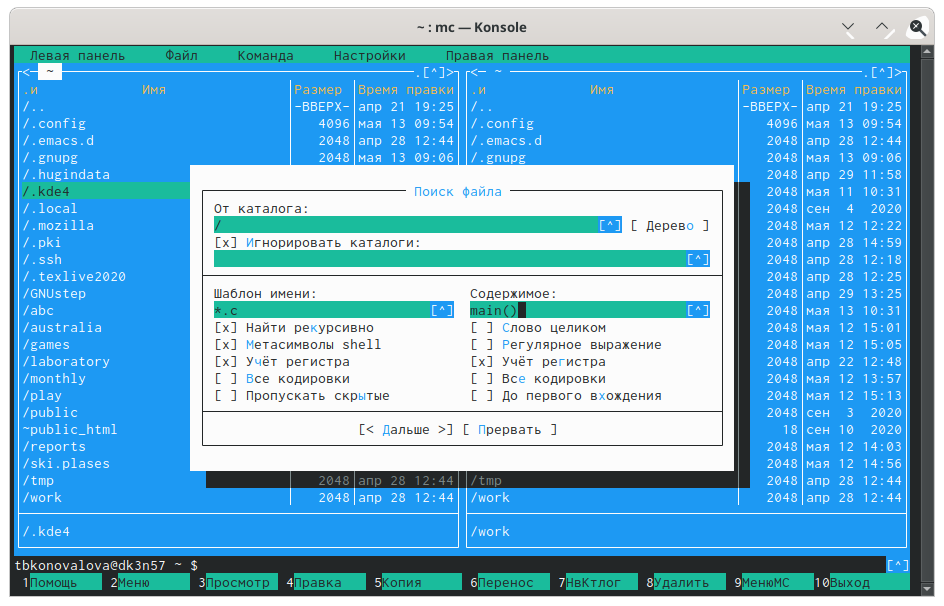 ~ : mc — Konsole
Левая панель Файл Команда Настройки Правая панель
<— ~ .[^]> <— ~ .[^]>
.и Имя Размер Время правки .и Имя Размер Время правки
/.. -ВВЕРХ- апр 21 19:25 /.. -ВВЕРХ- апр 21 19:25
/.config 4096 мая 13 09:54 /.config 4096 мая 13 09:54
/.emacs.d 2048 апр 28 12:44 /.emacs.d 2048 апр 28 12:44
/.gnupg 2048 мая 13 09:06 /.gnupg 2048 мая 13 09:06
/.hugindata 2048 апр 29 11:58
/.kde4 Поиск файла 2048 мая 11 10:31
/.local От каталога: 2048 сен 4 2020
/.mozilla / [^] [ Дерево ] 2048 мая 12 12:22
/.pki [x] Игнорировать каталоги: 2048 апр 28 14:59
/.ssh [^] 2048 апр 28 12:18
/.texlive2020 2048 апр 28 12:25
/GNUstep Шаблон имени: Содержимое: 2048 апр 29 13:25
/abc *.c [^] main() [^] 2048 мая 13 10:31
/australia [x] Найти рекурсивно [ ] Слово целиком 2048 мая 12 15:01
/games [x] Метасимволы shell [ ] Регулярное выражение 2048 мая 12 15:05
/laboratory [x] Учёт регистра [x] Учёт регистра 2048 апр 22 12:48
/monthly [ ] Все кодировки [ ] Все кодировки 2048 мая 12 13:57
/play [ ] Пропускать скрытые [ ] До первого вхождения 2048 мая 12 15:13
/public 2048 сен 3 2020
~public_html [< Дальше >] [ Прервать ] 18 сен 10 2020
/reports 2048 мая 12 14:03
/ski.plases 2048 мая 12 14:56
/tmp 2048 апр 28 12:44 /tmp 2048 апр 28 12:44
/work 2048 апр 28 12:44 /work 2048 апр 28 12:44
/.kde4 /work
tbkonovalova@dk3n57 ~ $ [^]
1Помощь 2Меню 3Просмотр 4Правка 5Копия 6Перенос 7НвКтлог 8Удалить 9МенюМС 10Выход